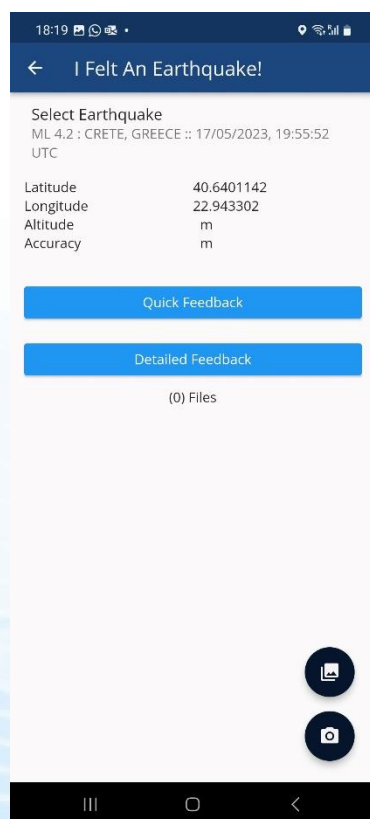 18:19
I Felt An Earthquake!
Select Earthquake
ML 4.2 : CRETE, GREECE :: 17/05/2023, 19:55:52
UTC
Latitude 40.6401142
Longitude 22.943302
Altitude m
Accuracy m
Quick Feedback
Detailed Feedback
(0) Files